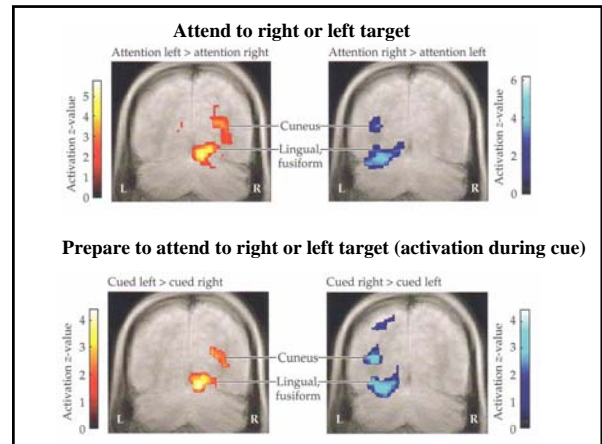 Attend to right or left target
Attention left > attention right
Attention right > attention left
Activation z-value
5
4
3
2
1
0
L
R
Cuneus
Lingual,
fusiform
L
R
6
4
2
0
Activation z-value
Prepare to attend to right or left target (activation during cue)
Cued left > cued right
Cued right > cued left
Activation z-value
4
3
2
1
0
L
R
Cuneus
Lingual,
fusiform
L
R
4
3
2
1
0
Activation z-value